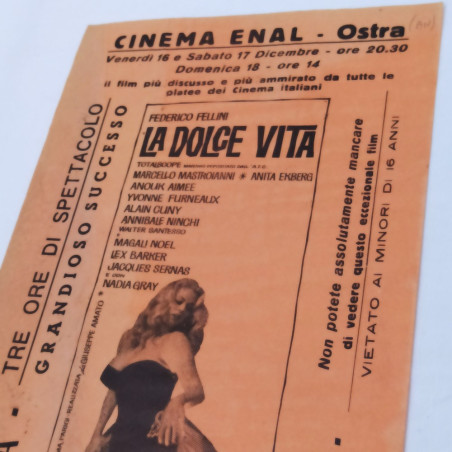 CINEMA ENAL - Ostra
Venerdì 16 e Sabato 17 Dicembre - ore 20.30
Domenica 18 - ore 14
il film più discusso e più ammirato da tutte le
platee dei Cinema italiani
TRE ORE DI SPETTACOLO
GRANDIOSO SUCCESSO
FEDERICO FELLINI
LA DOLCE VITA
TOTALSCOPE
MARCELLO MASTROIANNI * ANITA EKBERG
ANOUK AIMEE
YVONNE FURNEAUX
ALAIN CUNY
ANNIBALE NINCHI
WALTER SANTESSO
MAGALI NOEL
LEX BARKER
JACQUES SERNAS
E CON
NADIA GRAY
GIUSEPPE AMATO
Non potete assolutamente mancare
di vedere questo eccezionale film
VIETATO AI MINORI DI 16 ANNI